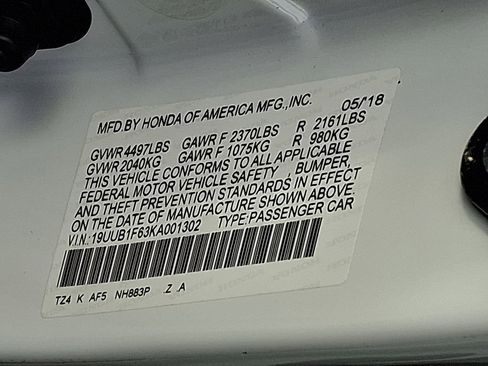 MFD.BY HONDA OF AMERICA MFG.,INC. 05/'18
GVWR 4497LBS GAWR F 2370LBS R 2161LBS
GVWR 2040KG GAWR F 1075KG R 980KG
THIS VEHICLE CONFORMS TO ALL APPLICABLE
FEDERAL MOTOR VEHICLE SAFETY , BUMPER,
AND THEFT PREVENTION STANDARDS IN EFFECT
ON THE DATE OF MANUFACTURE SHOWN ABOVE.
V.I.N.:19UUB1F63KA001302 TYPE:PASSENGER CAR
TZ4 K AF5 NH883P .Z .A